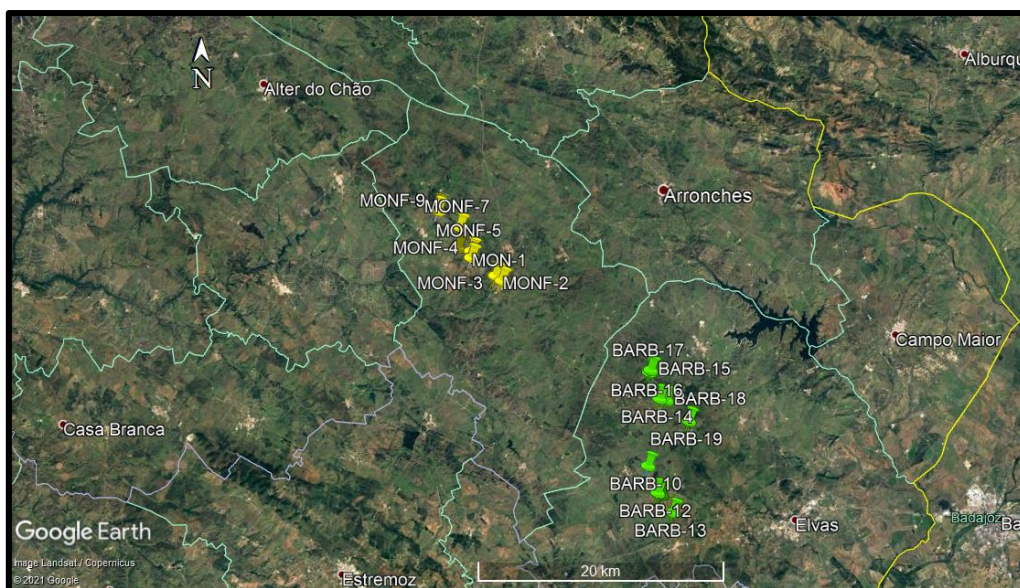 Alburqu
N
Alter do Chão
Arronches
MONF-9
MONF-7
MONF-5
MONF-4
MON-1
MONF-3
MONF-2
Campo Maior
BARB-17
BARB-15
BARB-16
BARB-18
BARB-14
BARB-19
Casa Branca
BARB-10
BARB-12
BARB-13
Elvas
Badajoz
Ba
Google Earth
Image Landsat / Copernicus
© 2021 Google
Estremoz
20 km